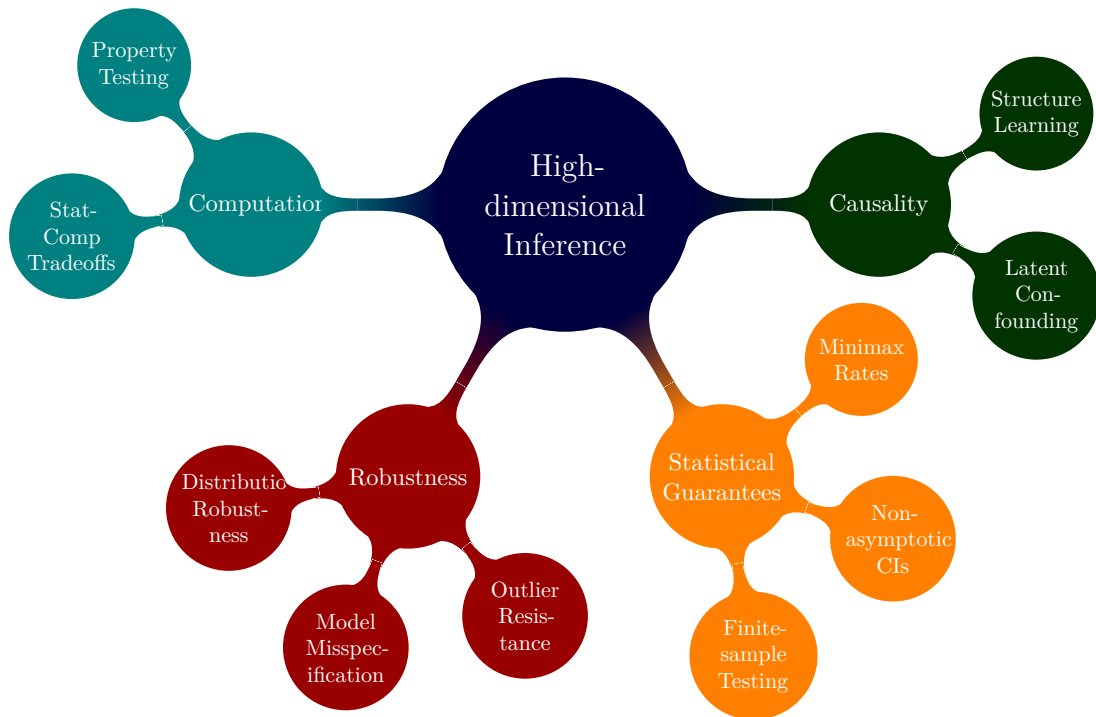 High-
dimensional
Inference
Property
Testing
Computation
Stat-
Comp
Tradeoffs
Structure
Learning
Causality
Latent
Con-
founding
Robustness
Distributio
Robust-
ness
Model
Misspec-
ification
Outlier
Resis-
tance
Statistical
Guarantees
Minimax
Rates
Non-
asymptotic
CIs
Finite-
sample
Testing